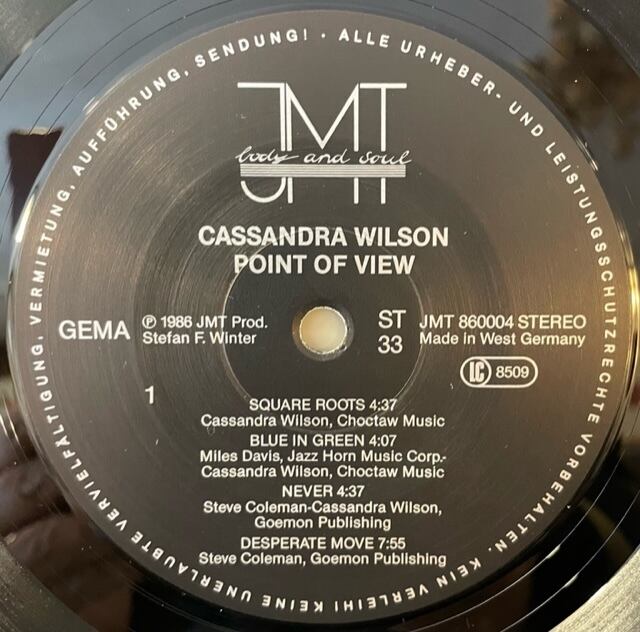 ALLE URHEBER- UND LEISTUNGSSCHUTZRECHTE VORBEHALTEN. KEIN VERLEIH! KEINE UNERLAUBTE VERVIELFÄLTIGUNG, VERMIETUNG, AUFFÜHRUNG, SENDUNG! ·
JMT
body and soul
CASSANDRA WILSON
POINT OF VIEW
GEMA
℗ 1986 JMT Prod.
Stefan F. Winter
ST
33
JMT 860004 STEREO
Made in West Germany
LC 8509
1
SQUARE ROOTS 4:37
Cassandra Wilson, Choctaw Music
BLUE IN GREEN 4:07
Miles Davis, Jazz Horn Music Corp.-
Cassandra Wilson, Choctaw Music
NEVER 4:37
Steve Coleman-Cassandra Wilson,
Goemon Publishing
DESPERATE MOVE 7:55
Steve Coleman, Goemon Publishing